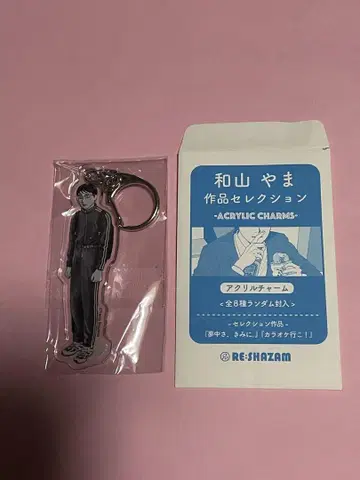 和山 やま
作品セレクション
-ACRYLIC CHARMS-
アクリルチャーム
<全8種ランダム封入>
-セレクション作品-
「夢中さ、きみに。」「カラオケ行こ!」
RE:SHAZAM